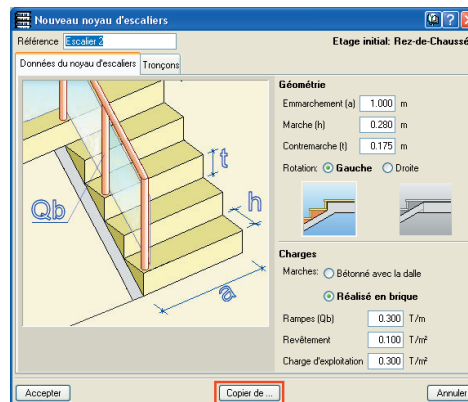 Nouveau noyau d'escaliers
Référence Escalier 2 Etage initial: Rez-de-Chaussé
Données du noyau d'escaliers Tronçons
Géométrie
Emmarchement (a) 1.000 m
Marche (h) 0.280 m
Contremarche (t) 0.175 m
Rotation: Gauche Droite
t
Qb
h
a
Charges
Marches: Bétonné avec la dalle
Réalisé en brique
Rampes (Qb) 0.300 T/m
Revêtement 0.100 T/m²
Charge d'exploitation 0.300 T/m²
Accepter Copier de ... Annuler